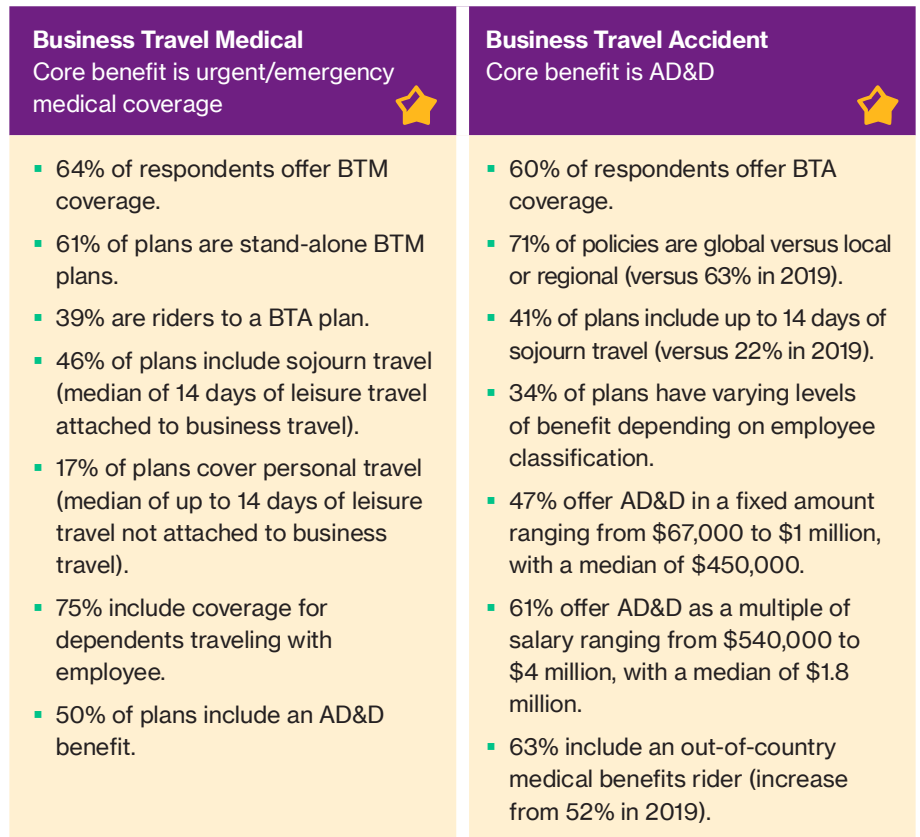 Business Travel Medical
Core benefit is urgent/emergency
medical coverage
▪ 64% of respondents offer BTM
coverage.
▪ 61% of plans are stand-alone BTM
plans.
▪ 39% are riders to a BTA plan.
▪ 46% of plans include sojourn travel
(median of 14 days of leisure travel
attached to business travel).
▪ 17% of plans cover personal travel
(median of up to 14 days of leisure
travel not attached to business
travel).
▪ 75% include coverage for
dependents traveling with
employee.
▪ 50% of plans include an AD&D
benefit.
Business Travel Accident
Core benefit is AD&D
▪ 60% of respondents offer BTA
coverage.
▪ 71% of policies are global versus local
or regional (versus 63% in 2019).
▪ 41% of plans include up to 14 days of
sojourn travel (versus 22% in 2019).
▪ 34% of plans have varying levels
of benefit depending on employee
classification.
▪ 47% offer AD&D in a fixed amount
ranging from $67,000 to $1 million,
with a median of $450,000.
▪ 61% offer AD&D as a multiple of
salary ranging from $540,000 to
$4 million, with a median of $1.8
million.
▪ 63% include an out-of-country
medical benefits rider (increase
from 52% in 2019).